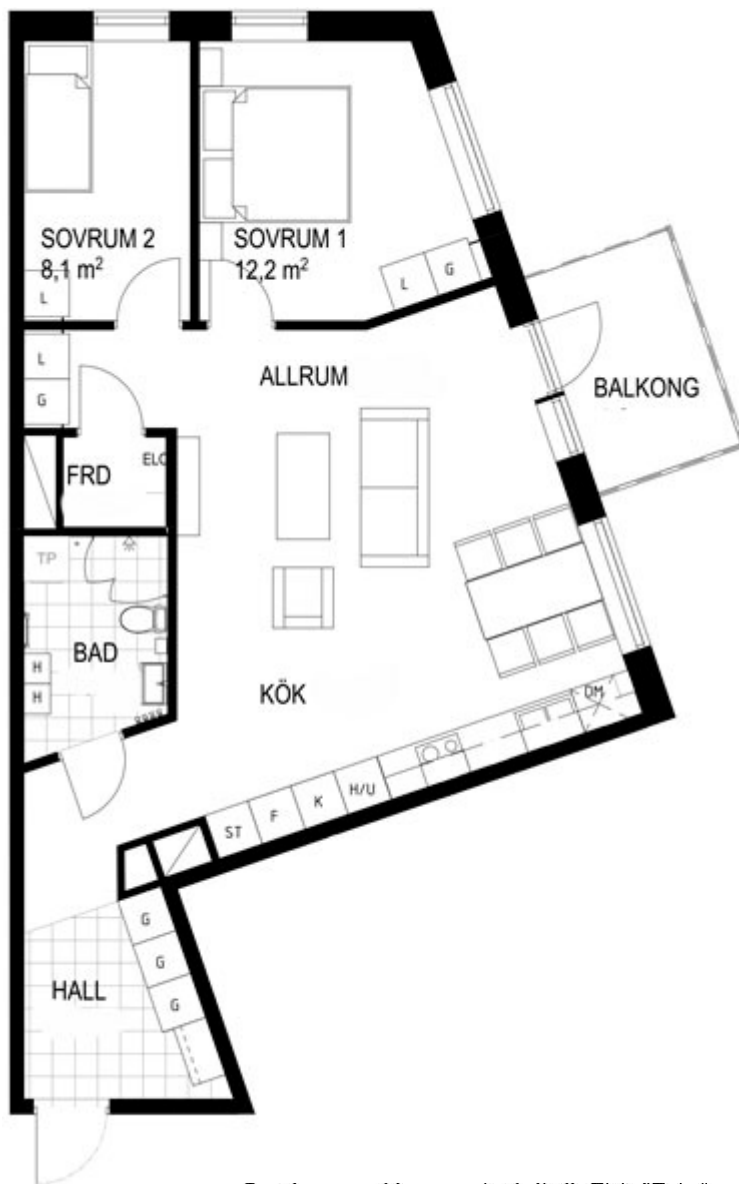 SOVRUM 2
8,1 m²
SOVRUM 1
12,2 m²
L
L
G
L
G
ALLRUM
BALKONG
FRD
ELC
TP
BAD
H
H
KÖK
DM
H/U
K
F
ST
G
G
G
HALL